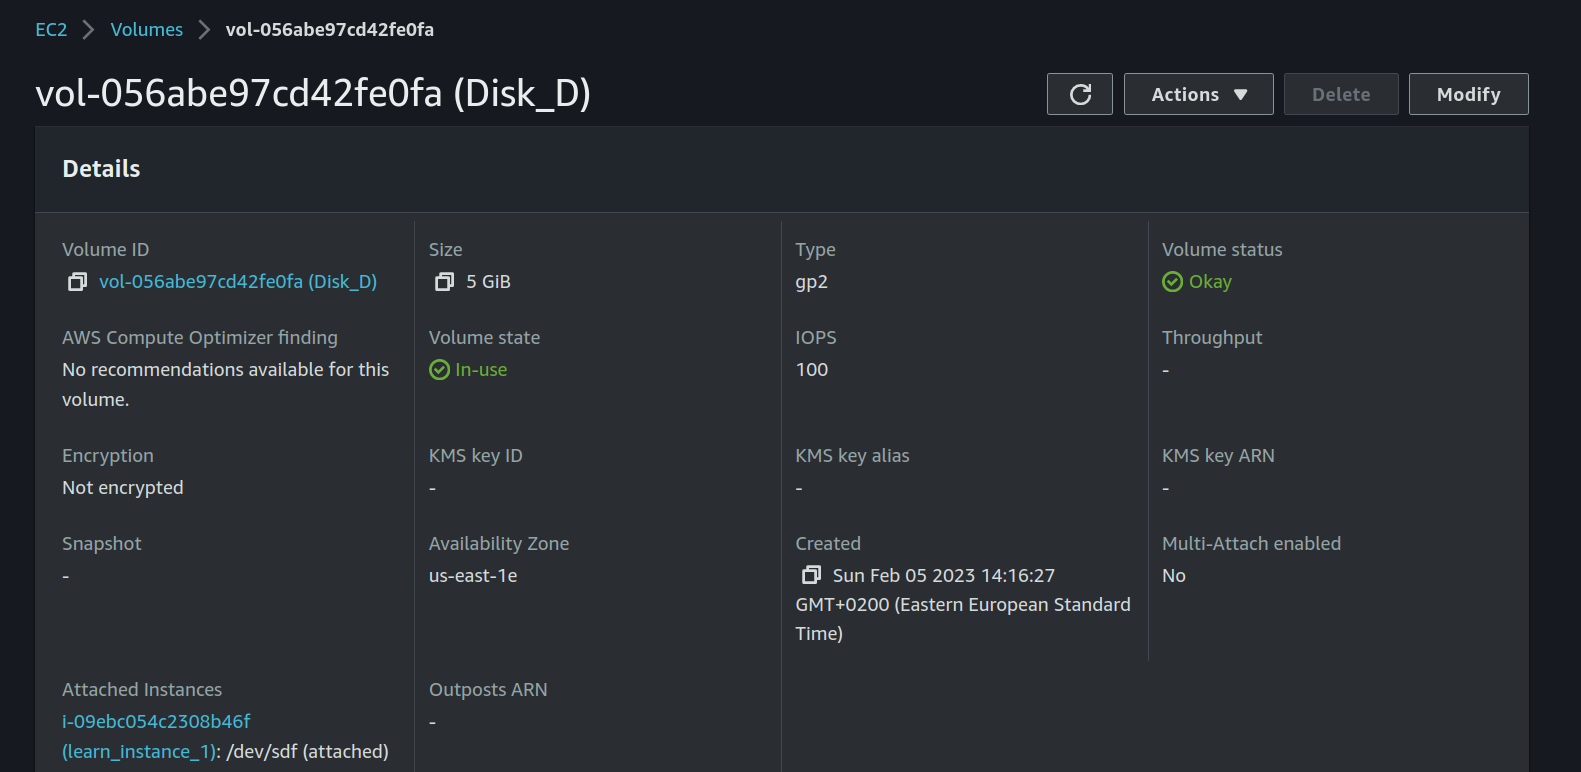 EC2 Volumes vol-056abe97cd42fe0fa
vol-056abe97cd42fe0fa (Disk_D)
Actions Delete Modify
Details
Volume ID
vol-056abe97cd42fe0fa (Disk_D)
Size
5 GiB
Type
gp2
Volume status
Okay
AWS Compute Optimizer finding
No recommendations available for this
volume.
Volume state
In-use
IOPS
100
Throughput
-
Encryption
Not encrypted
KMS key ID
-
KMS key alias
-
KMS key ARN
-
Snapshot
-
Availability Zone
us-east-1e
Created
Sun Feb 05 2023 14:16:27
GMT+0200 (Eastern European Standard
Time)
Multi-Attach enabled
No
Attached Instances
i-09ebc054c2308b46f
(learn_instance_1): /dev/sdf (attached)
Outposts ARN
-